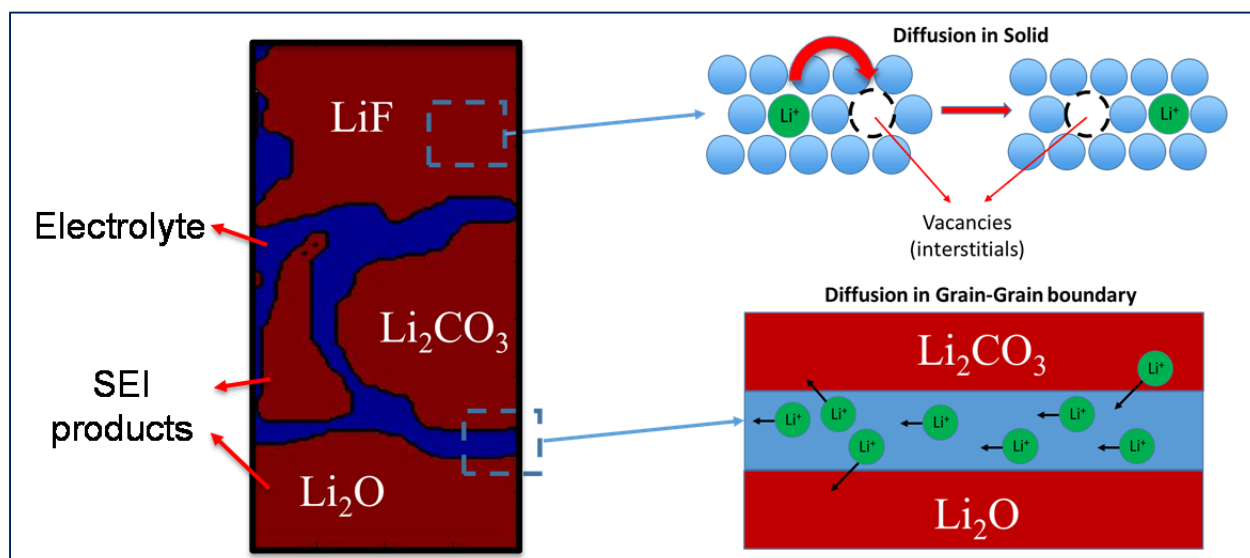 LiF
Electrolyte
Li₂CO₃
SEI
products
Li₂O
Diffusion in Solid
Li⁺
Li⁺
Vacancies
(interstitials)
Diffusion in Grain-Grain boundary
Li₂CO₃
Li⁺
Li⁺
Li⁺
Li⁺
Li⁺
Li⁺
Li⁺
Li⁺
Li₂O